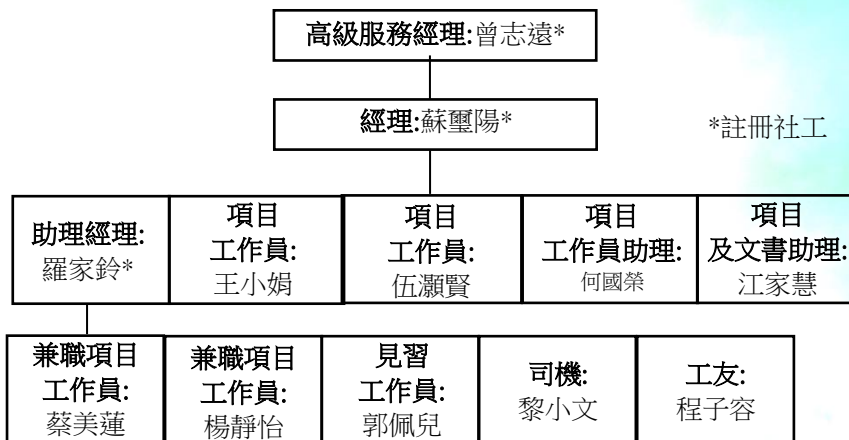 高級服務經理:曾志遠*
經理:蘇璽陽*
*註冊社工
助理經理:
羅家鈴*
項目
工作員:
王小娟
項目
工作員:
伍灝賢
項目
工作員助理:
何國榮
項目
及文書助理:
江家慧
兼職項目
工作員:
蔡美蓮
兼職項目
工作員:
楊靜怡
見習
工作員:
郭佩兒
司機:
黎小文
工友:
程子容